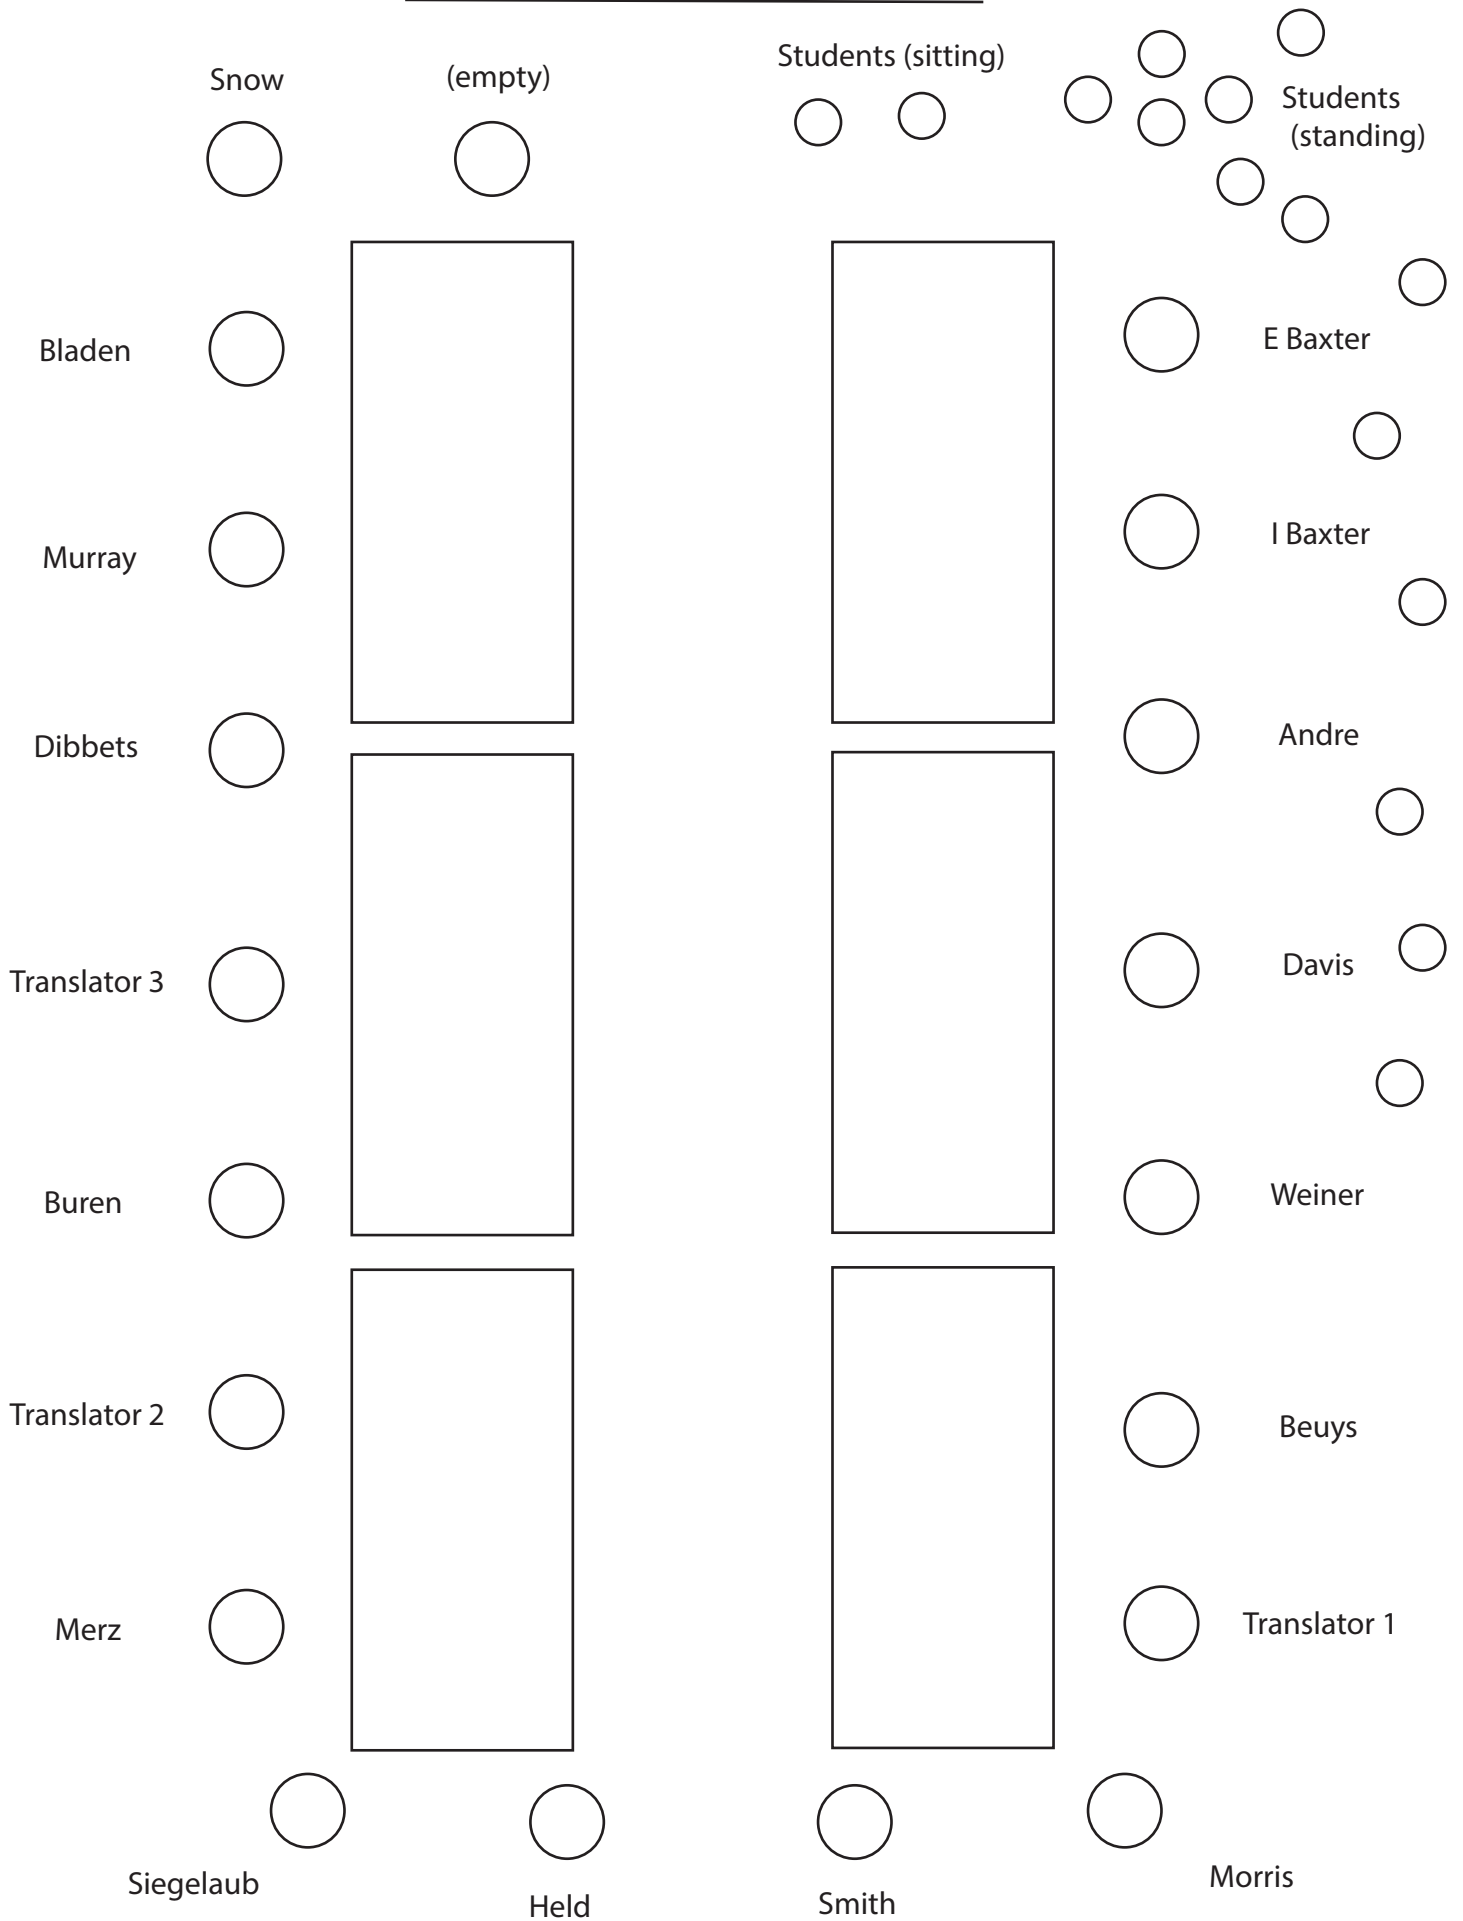 Snow
(empty)
Students (sitting)
Students
(standing)
Bladen
E Baxter
Murray
I Baxter
Dibbets
Andre
Translator 3
Davis
Buren
Weiner
Translator 2
Beuys
Merz
Translator 1
Siegelaub
Held
Smith
Morris